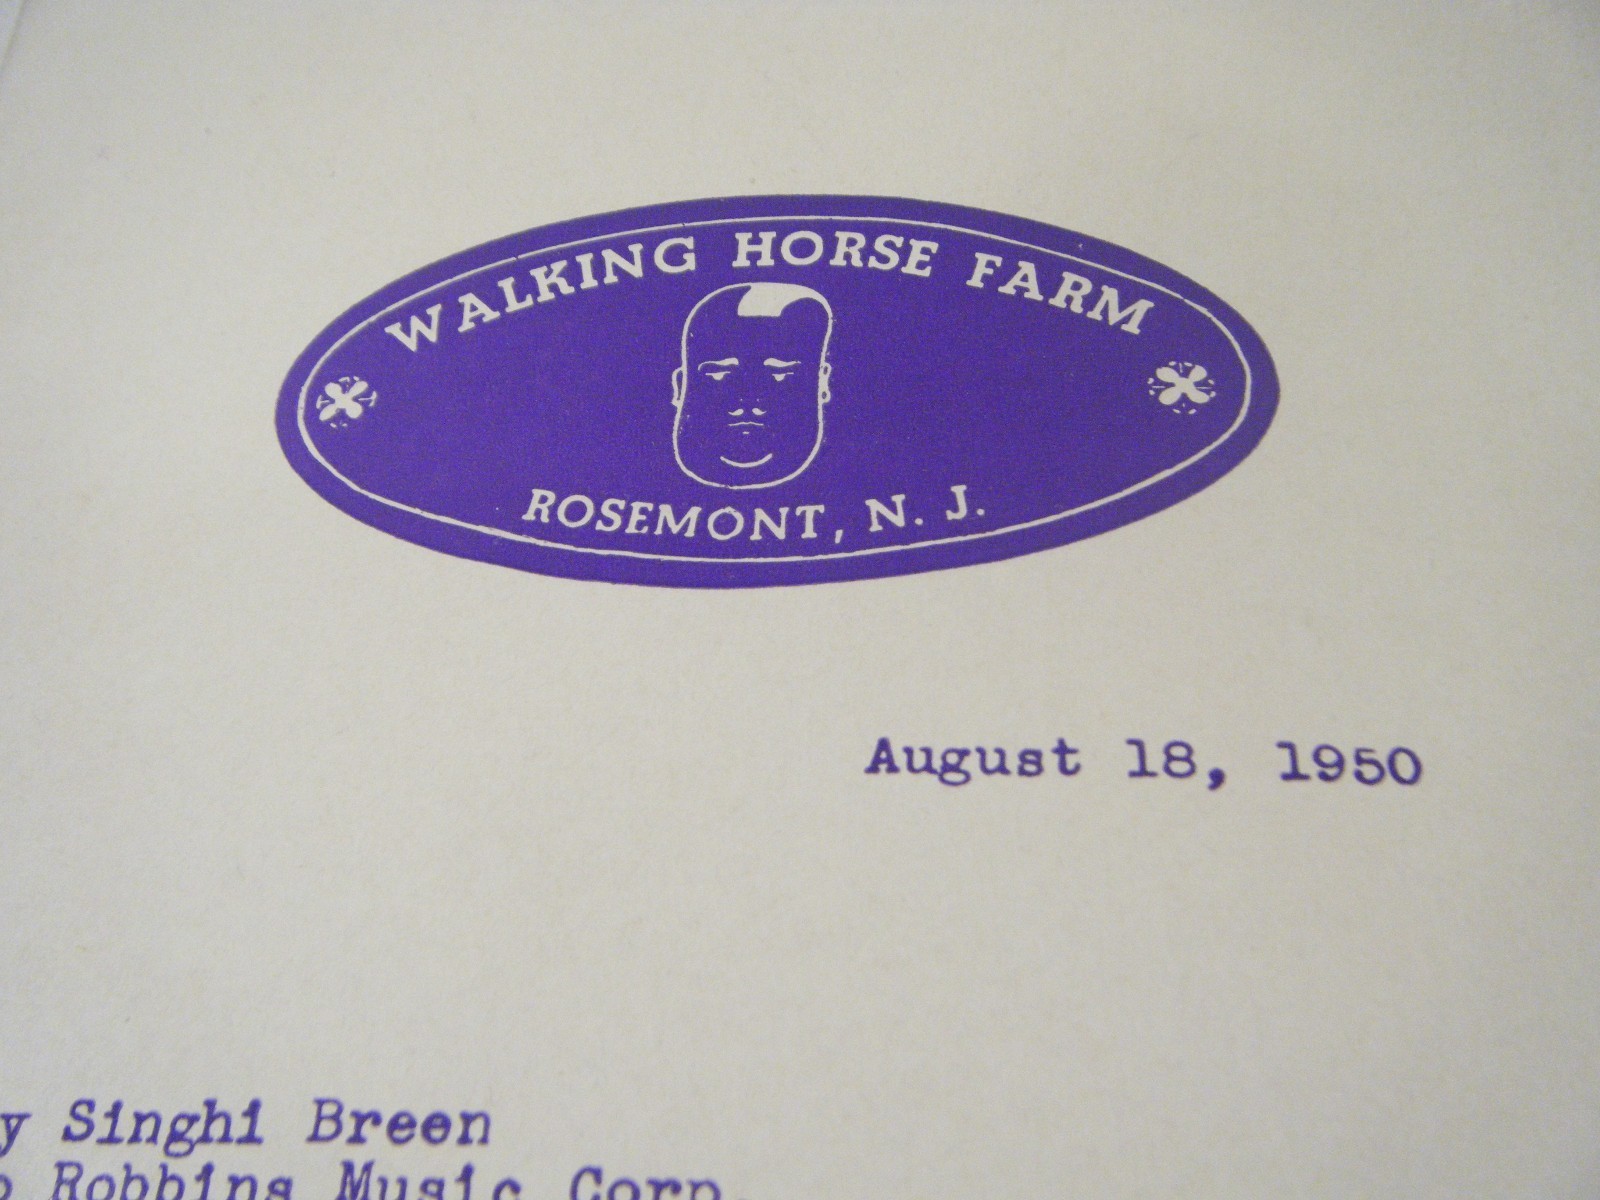 WALKING HORSE FARM
ROSEMONT, N. J.
August 18, 1950
Singhi Breen
Robbins Music Corp.